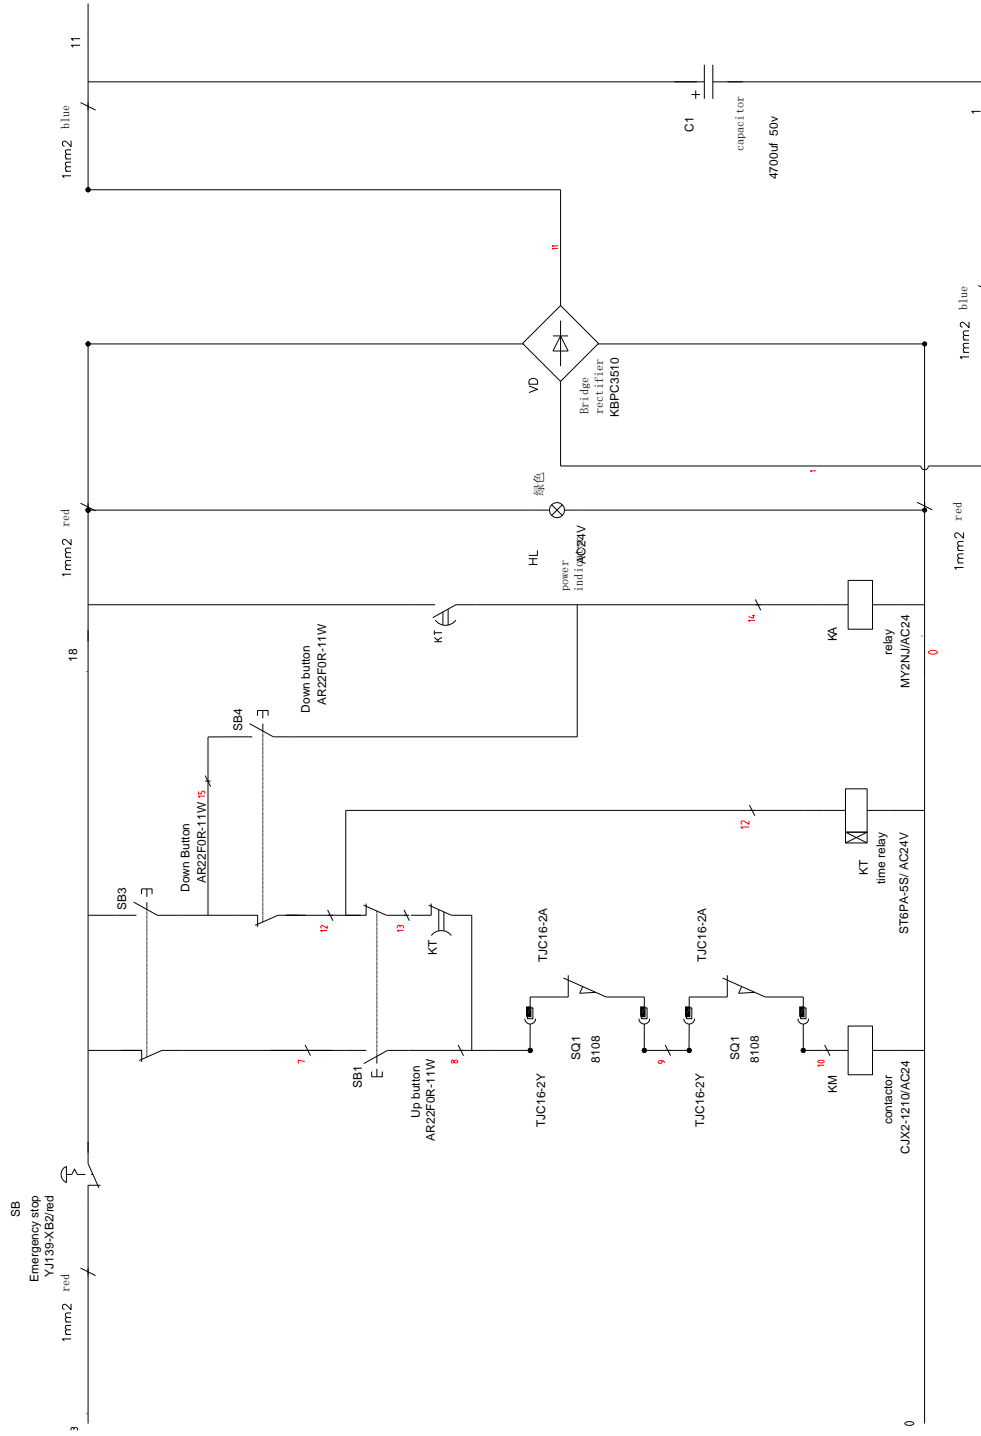 11
1mm2 blue
C1
+
capacitor
4700uf 50v
1
11
1mm2 blue
VD
Bridge
rectifier
KBPC3510
1
绿色
1mm2 red
HL
AC24V
power
1mm2 red
18
KT
14
KA
relay
MY2NJ/AC24
0
Down button
AR22F0R-11W
SB4
15
Down Button
AR22F0R-11W
12
KT
time relay
ST6PA-5S/ AC24V
SB3
12
13
KT
TJC16-2A
TJC16-2A
SQ1
8108
SQ1
8108
7
SB1
Up button
AR22F0R-11W
8
TJC16-2Y
9
TJC16-2Y
10
KM
contactor
CJX2-1210/AC24
SB
Emergency stop
YJ139-XB2/red
1mm2 red
0